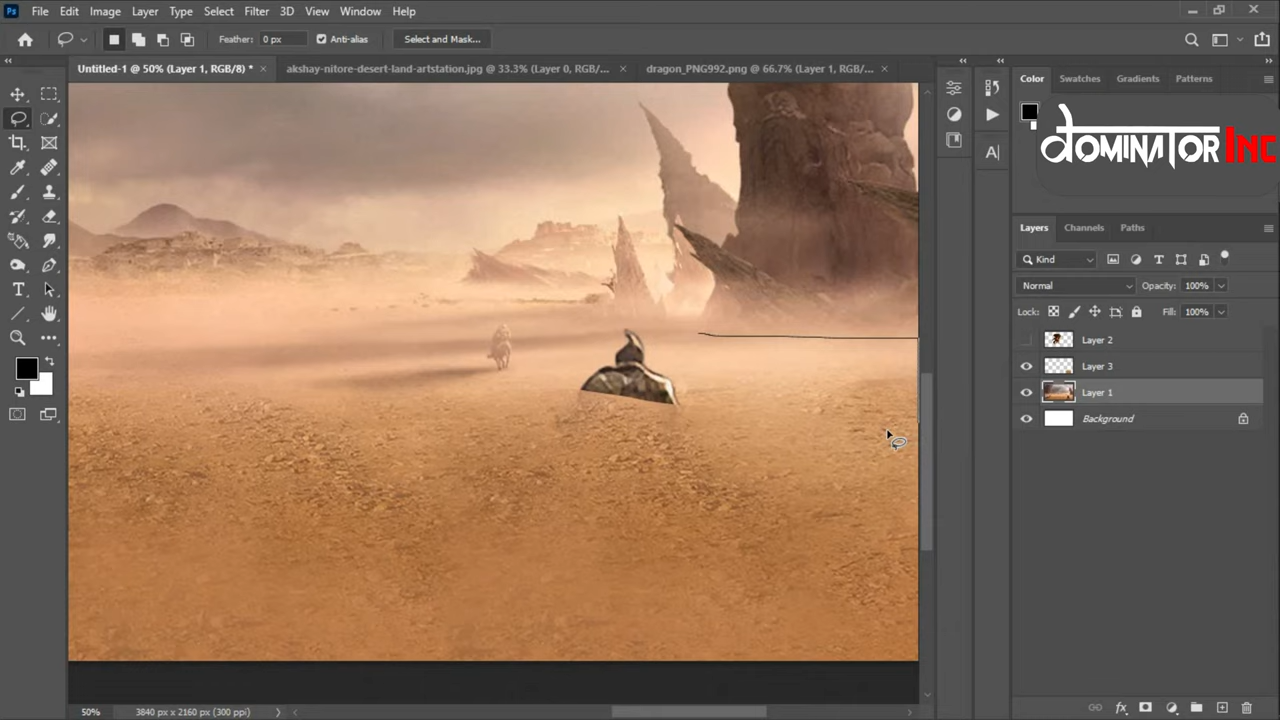 Ps File Edit Image Layer Type Select Filter 3D View Window Help
Feather: 0 px Anti-alias Select and Mask...
Untitled-1 @ 50% (Layer 1, RGB/8) * × akshay-nitore-desert-land-artstation.jpg @ 33.3% (Layer 0, RGB/... × dragon_PNG992.png @ 66.7% (Layer 1, RGB/... ×
Color Swatches Gradients Patterns
DOMINATOR Inc
Layers Channels Paths
Kind
Normal Opacity: 100%
Lock: Fill: 100%
Layer 2
Layer 3
Layer 1
Background
50% 3840 px x 2160 px (300 ppi)